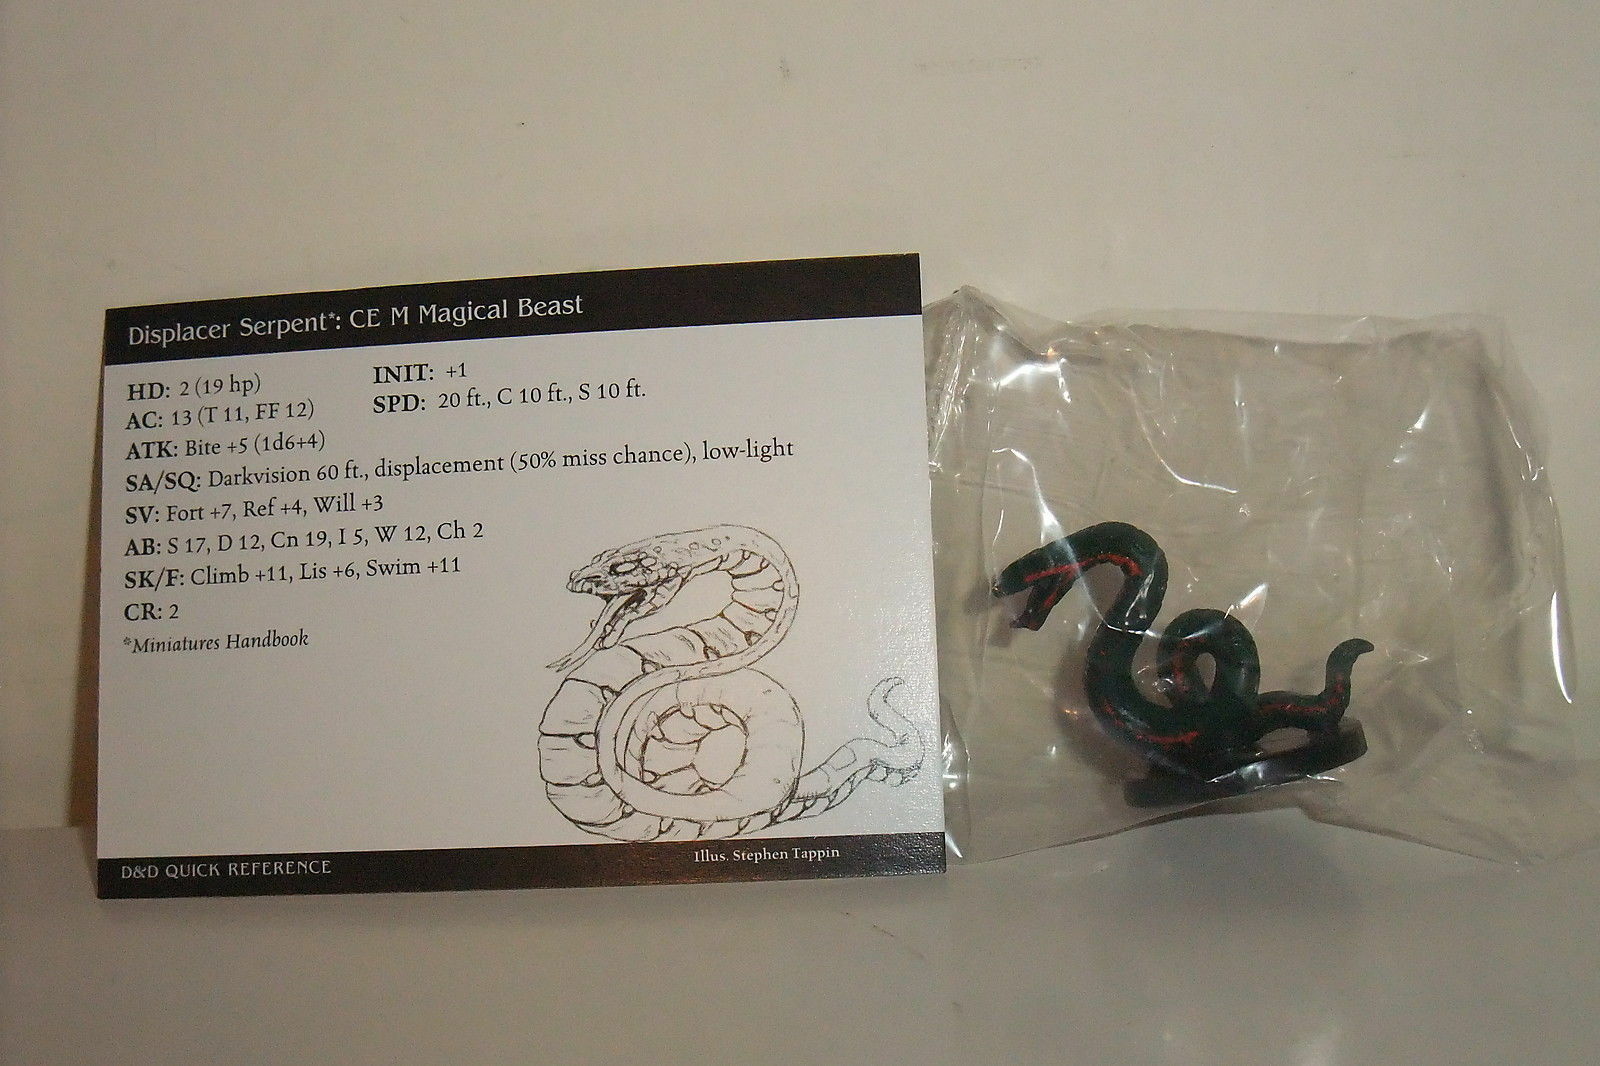 Displacer Serpent*: CE M Magical Beast
HD: 2 (19 hp)
INIT: +1
AC: 13 (T 11, FF 12)
SPD: 20 ft., C 10 ft., S 10 ft.
ATK: Bite +5 (1d6+4)
SA/SQ: Darkvision 60 ft., displacement (50% miss chance), low-light
SV: Fort +7, Ref +4, Will +3
AB: S 17, D 12, Cn 19, I 5, W 12, Ch 2
SK/F: Climb +11, Lis +6, Swim +11
CR: 2
*Miniatures Handbook
D&D QUICK REFERENCE
Illus. Stephen Tappin